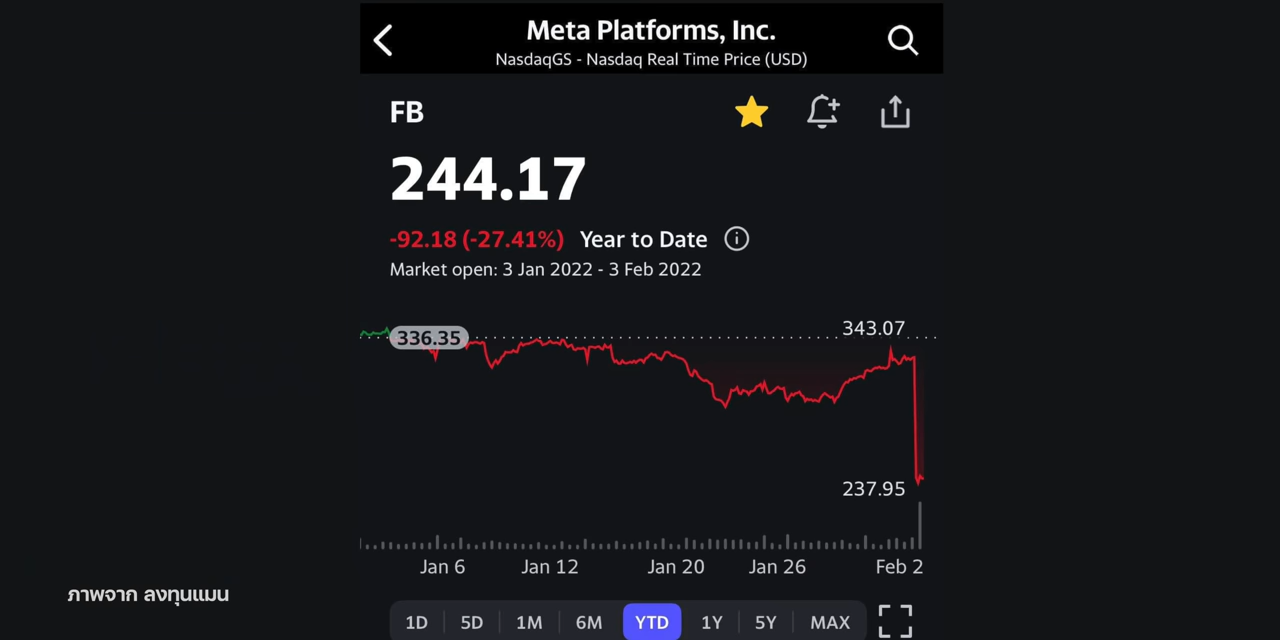 Meta Platforms, Inc.
NasdaqGS - Nasdaq Real Time Price (USD)
FB
244.17
-92.18 (-27.41%) Year to Date
Market open: 3 Jan 2022 - 3 Feb 2022
343.07
336.35
237.95
Jan 6 Jan 12 Jan 20 Jan 26 Feb 2
ภาพจาก ลงทุนแมน
1D 5D 1M 6M YTD 1Y 5Y MAX